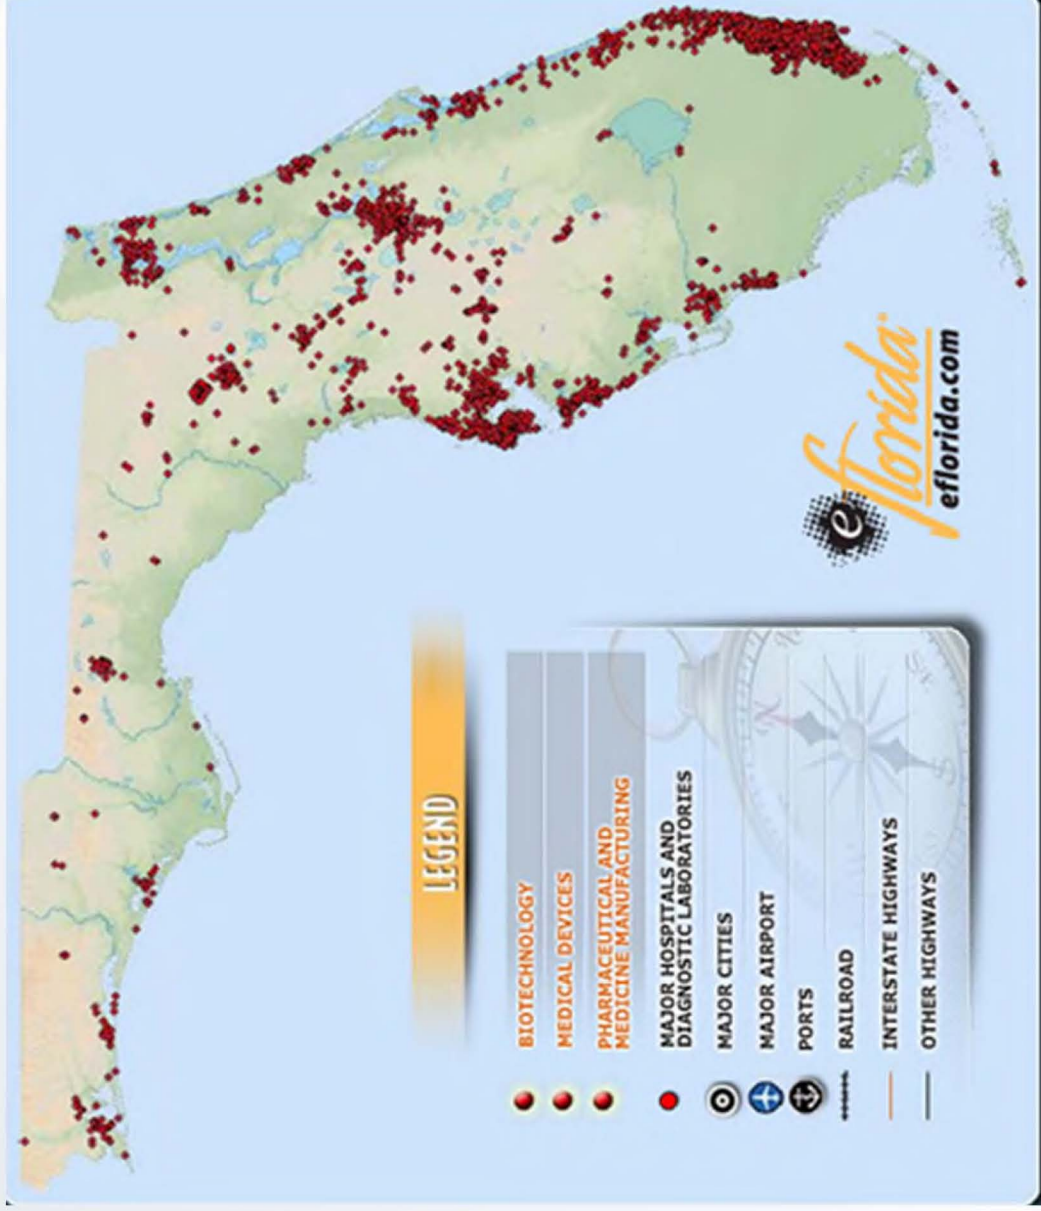 LEGEND
BIOTECHNOLOGY
MEDICAL DEVICES
PHARMACEUTICAL AND
MEDICINE MANUFACTURING
MAJOR HOSPITALS AND
DIAGNOSTIC LABORATORIES
MAJOR CITIES
MAJOR AIRPORT
PORTS
RAILROAD
INTERSTATE HIGHWAYS
OTHER HIGHWAYS
e
florida
eflorida.com